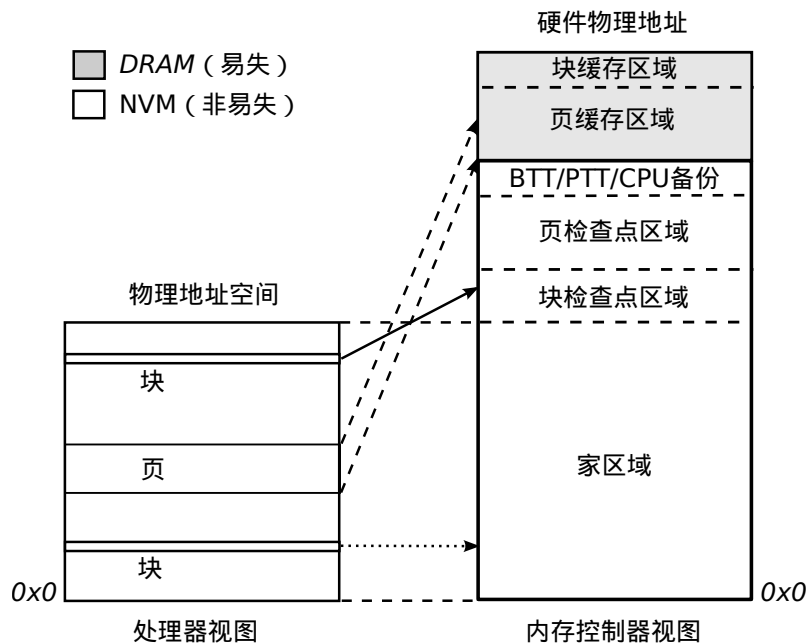 硬件物理地址
DRAM（易失）
NVM（非易失）
块缓存区域
页缓存区域
BTT/PTT/CPU备份
页检查点区域
块检查点区域
家区域
物理地址空间
块
页
块
0x0
0x0
处理器视图
内存控制器视图